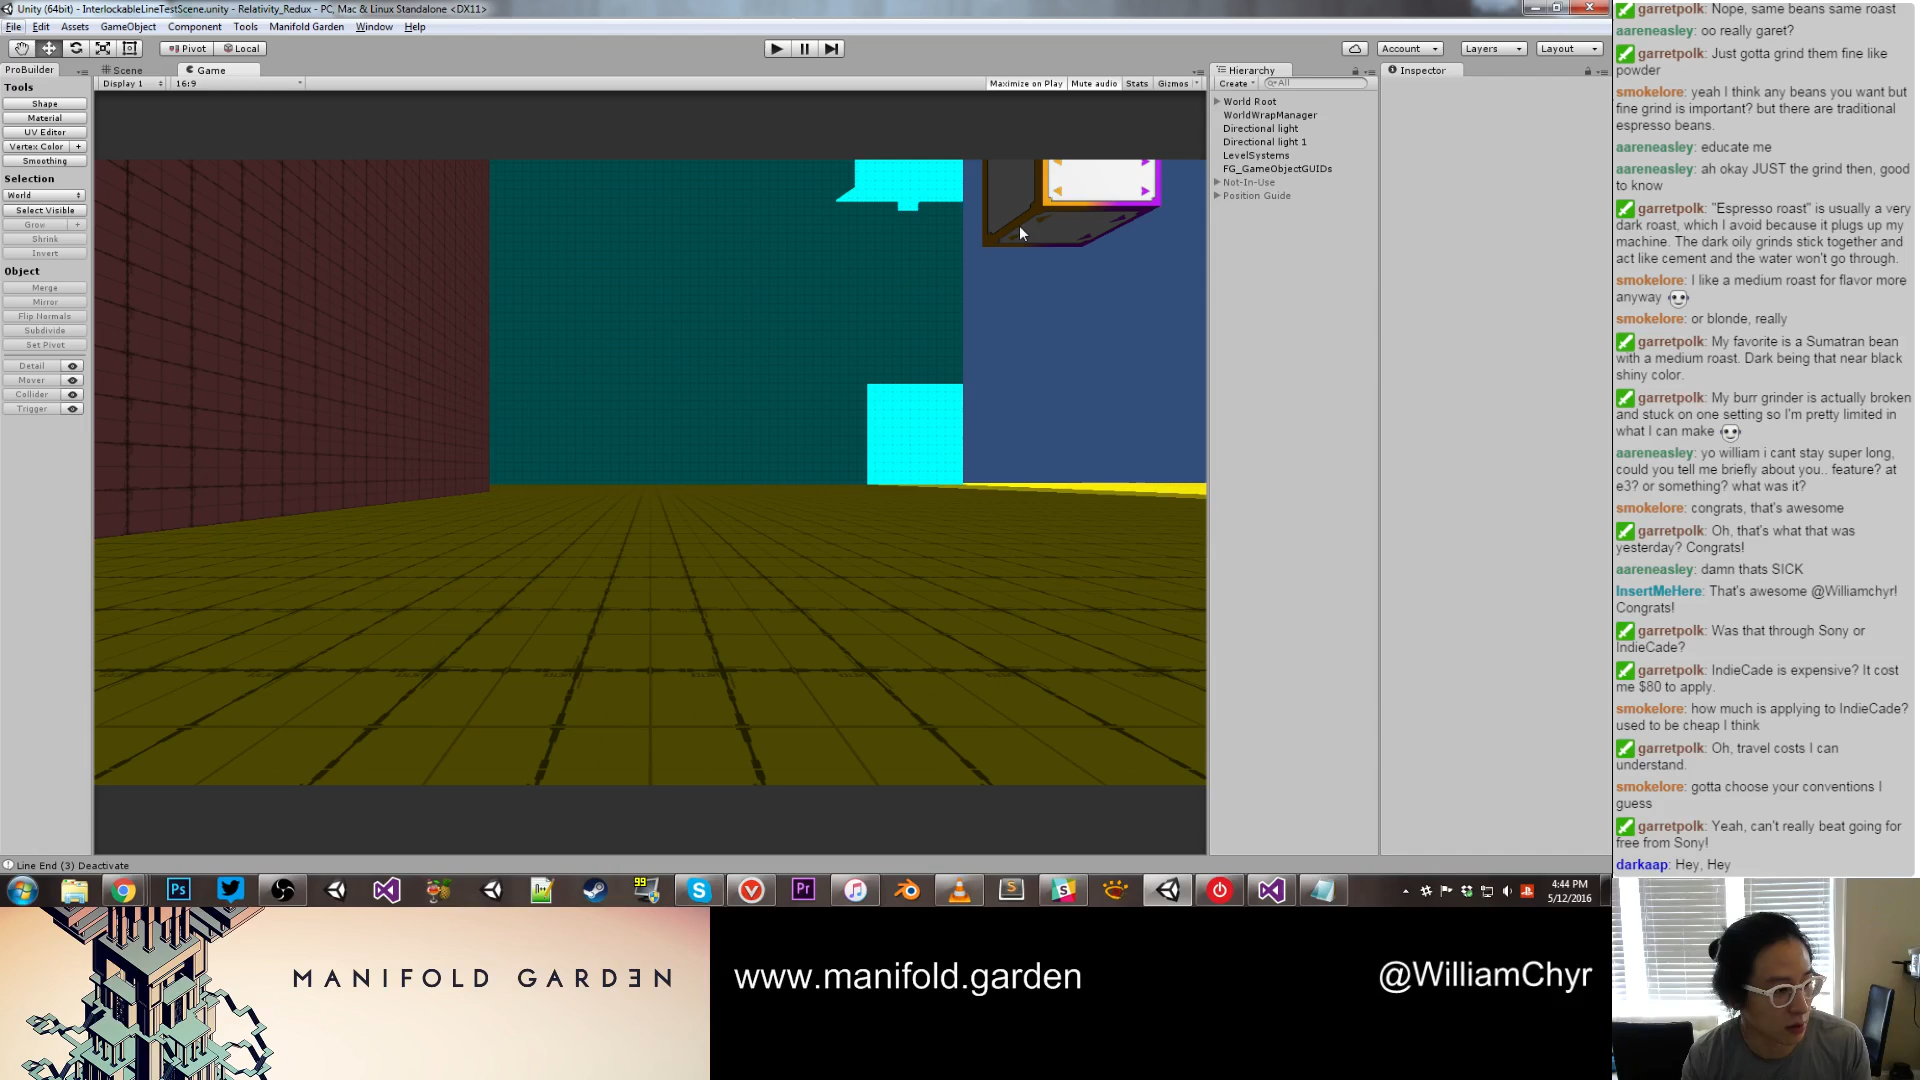 Unity (64bit) - InterlockableLineTestScene.unity - Relativity_Redux - PC, Mac & Linux Standalone <DX11>
File Edit Assets GameObject Component Tools Manifold Garden Window Help
Pivot Local Account Layers Layout
ProBuilder Scene Game Hierarchy Inspector
Display 1 16:9 Maximize on Play Mute audio Stats Gizmos Create All
Tools
Shape
Material
UV Editor
Vertex Color +
Smoothing
Selection
World
Select Visible
Grow +
Shrink
Invert
Object
Merge
Mirror
Flip Normals
Subdivide
Set Pivot
Detail
Mover
Collider
Trigger
World Root
WorldWrapManager
Directional light
Directional light 1
LevelSystems
FG_GameObjectGUIDs
Not-In-Use
Position Guide
Line End (3) Deactivate
garretpolk: Nope, same beans same roast
aareneasley: oo really garet?
garretpolk: Just gotta grind them fine like
powder
smokelore: yeah I think any beans you want but
fine grind is important? but there are traditional
espresso beans.
aareneasley: educate me
aareneasley: ah okay JUST the grind then, good
to know
garretpolk: "Espresso roast" is usually a very
dark roast, which I avoid because it plugs up my
machine. The dark oily grinds stick together and
act like cement and the water won't go through.
smokelore: I like a medium roast for flavor more
anyway
smokelore: or blonde, really
garretpolk: My favorite is a Sumatran bean
with a medium roast. Dark being that near black
shiny color.
garretpolk: My burr grinder is actually broken
and stuck on one setting so I'm pretty limited in
what I can make
aareneasley: yo william i cant stay super long,
could you tell me briefly about you.. feature? at
e3? or something? what was it?
smokelore: congrats, that's awesome
garretpolk: Oh, that's what that was
yesterday? Congrats!
aareneasley: damn thats SICK
InsertMeHere: That's awesome @Williamchyr!
Congrats!
garretpolk: Was that through Sony or
IndieCade?
garretpolk: IndieCade is expensive? It cost
me $80 to apply.
smokelore: how much is applying to IndieCade?
used to be cheap I think
garretpolk: Oh, travel costs I can
understand.
smokelore: gotta choose your conventions I
guess
garretpolk: Yeah, can't really beat going for
free from Sony!
darkaap: Hey, Hey
Ps 99 Pr
4:44 PM
5/12/2016
MANIFOLD GARDƎN
www.manifold.garden
@WilliamChyr